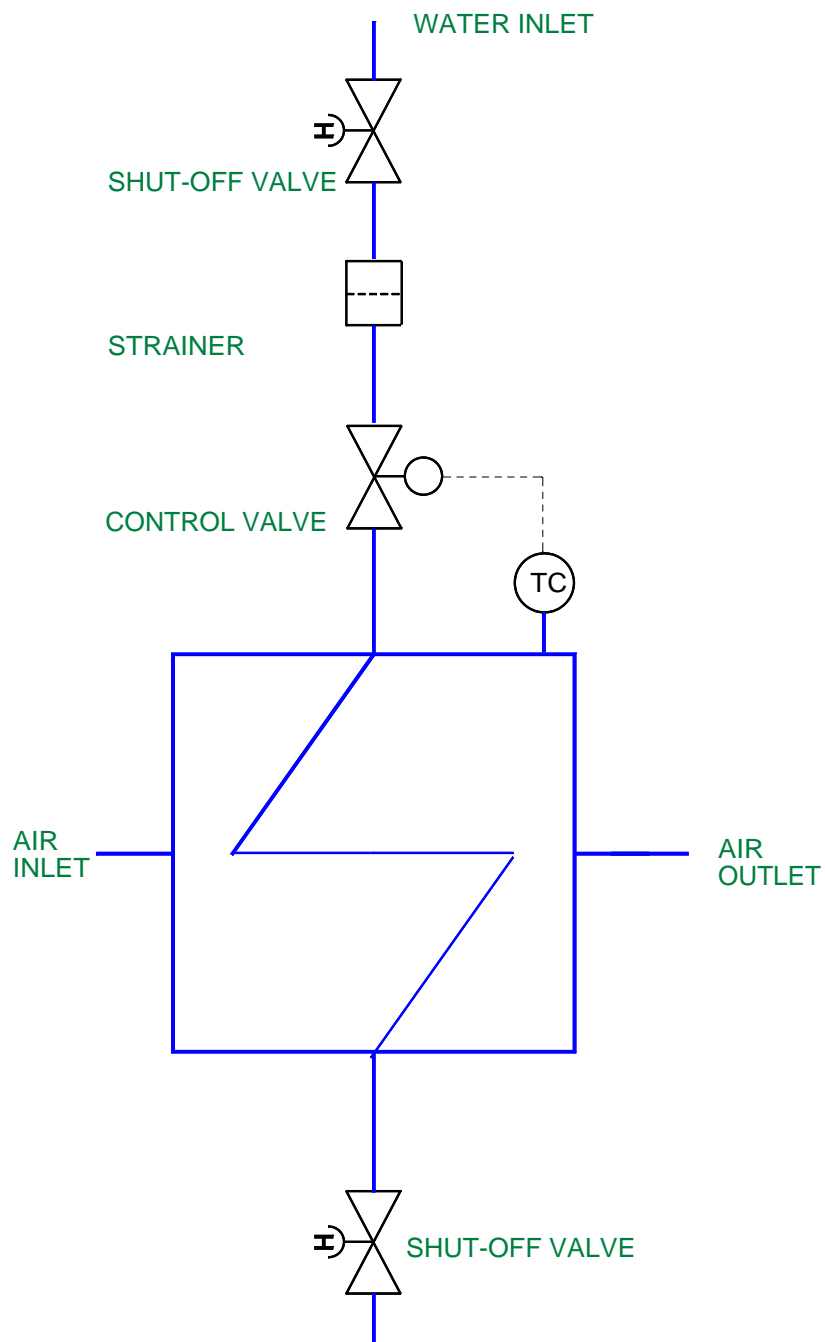 WATER INLET
H
SHUT-OFF VALVE
STRAINER
CONTROL VALVE
TC
AIR
INLET
AIR
OUTLET
H
SHUT-OFF VALVE